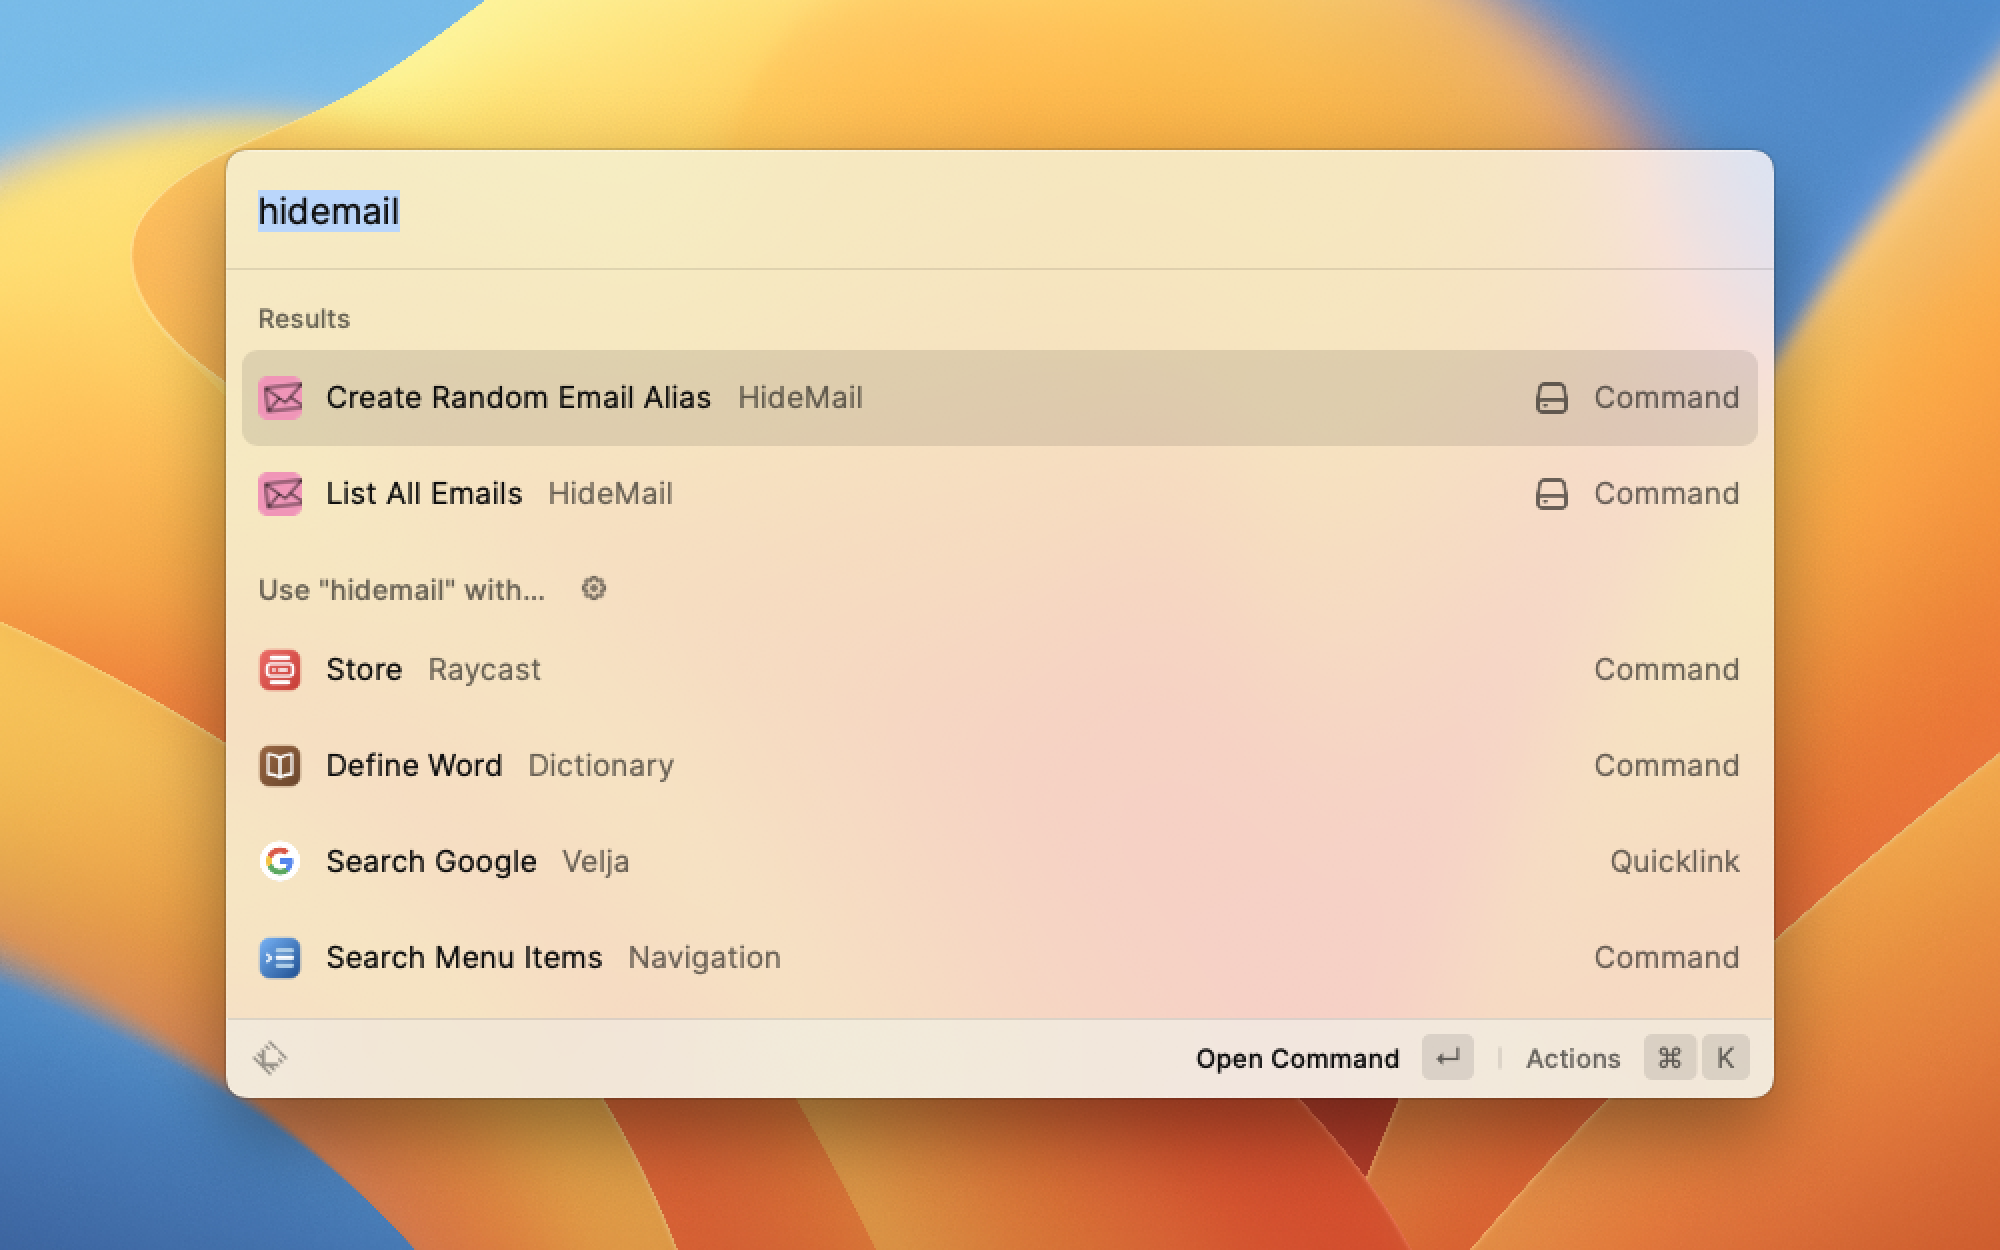 hidemail
Results
Create Random Email Alias HideMail Command
List All Emails HideMail Command
Use "hidemail" with...
Store Raycast Command
Define Word Dictionary Command
Search Google Velja Quicklink
Search Menu Items Navigation Command
Open Command ↵ Actions ⌘ K